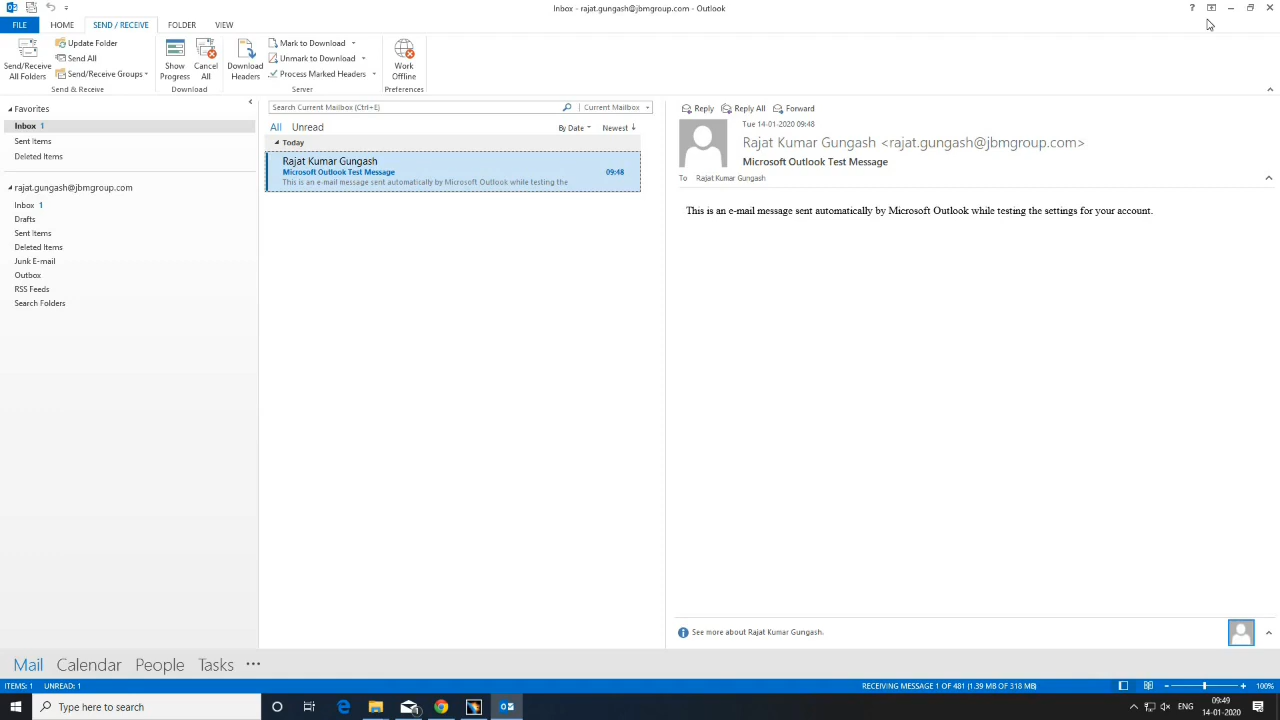 Inbox - rajat.gungash@jbmgroup.com - Outlook
FILE HOME SEND / RECEIVE FOLDER VIEW
Send/Receive All Folders
Update Folder
Send All
Send/Receive Groups
Send & Receive
Show Progress
Cancel All
Download
Download Headers
Mark to Download
Unmark to Download
Process Marked Headers
Server
Work Offline
Preferences
Favorites
Inbox 1
Sent Items
Deleted Items
rajat.gungash@jbmgroup.com
Inbox 1
Drafts
Sent Items
Deleted Items
Junk E-mail
Outbox
RSS Feeds
Search Folders
Search Current Mailbox (Ctrl+E)
Current Mailbox
All Unread
By Date Newest
Today
Rajat Kumar Gungash
Microsoft Outlook Test Message 09:48
This is an e-mail message sent automatically by Microsoft Outlook while testing the
Reply Reply All Forward
Tue 14-01-2020 09:48
Rajat Kumar Gungash <rajat.gungash@jbmgroup.com>
Microsoft Outlook Test Message
To Rajat Kumar Gungash
This is an e-mail message sent automatically by Microsoft Outlook while testing the settings for your account.
See more about Rajat Kumar Gungash.
Mail Calendar People Tasks
ITEMS: 1 UNREAD: 1
RECEIVING MESSAGE 1 OF 481 (1.39 MB OF 318 MB)
100%
Type here to search
ENG
09:49
14-01-2020